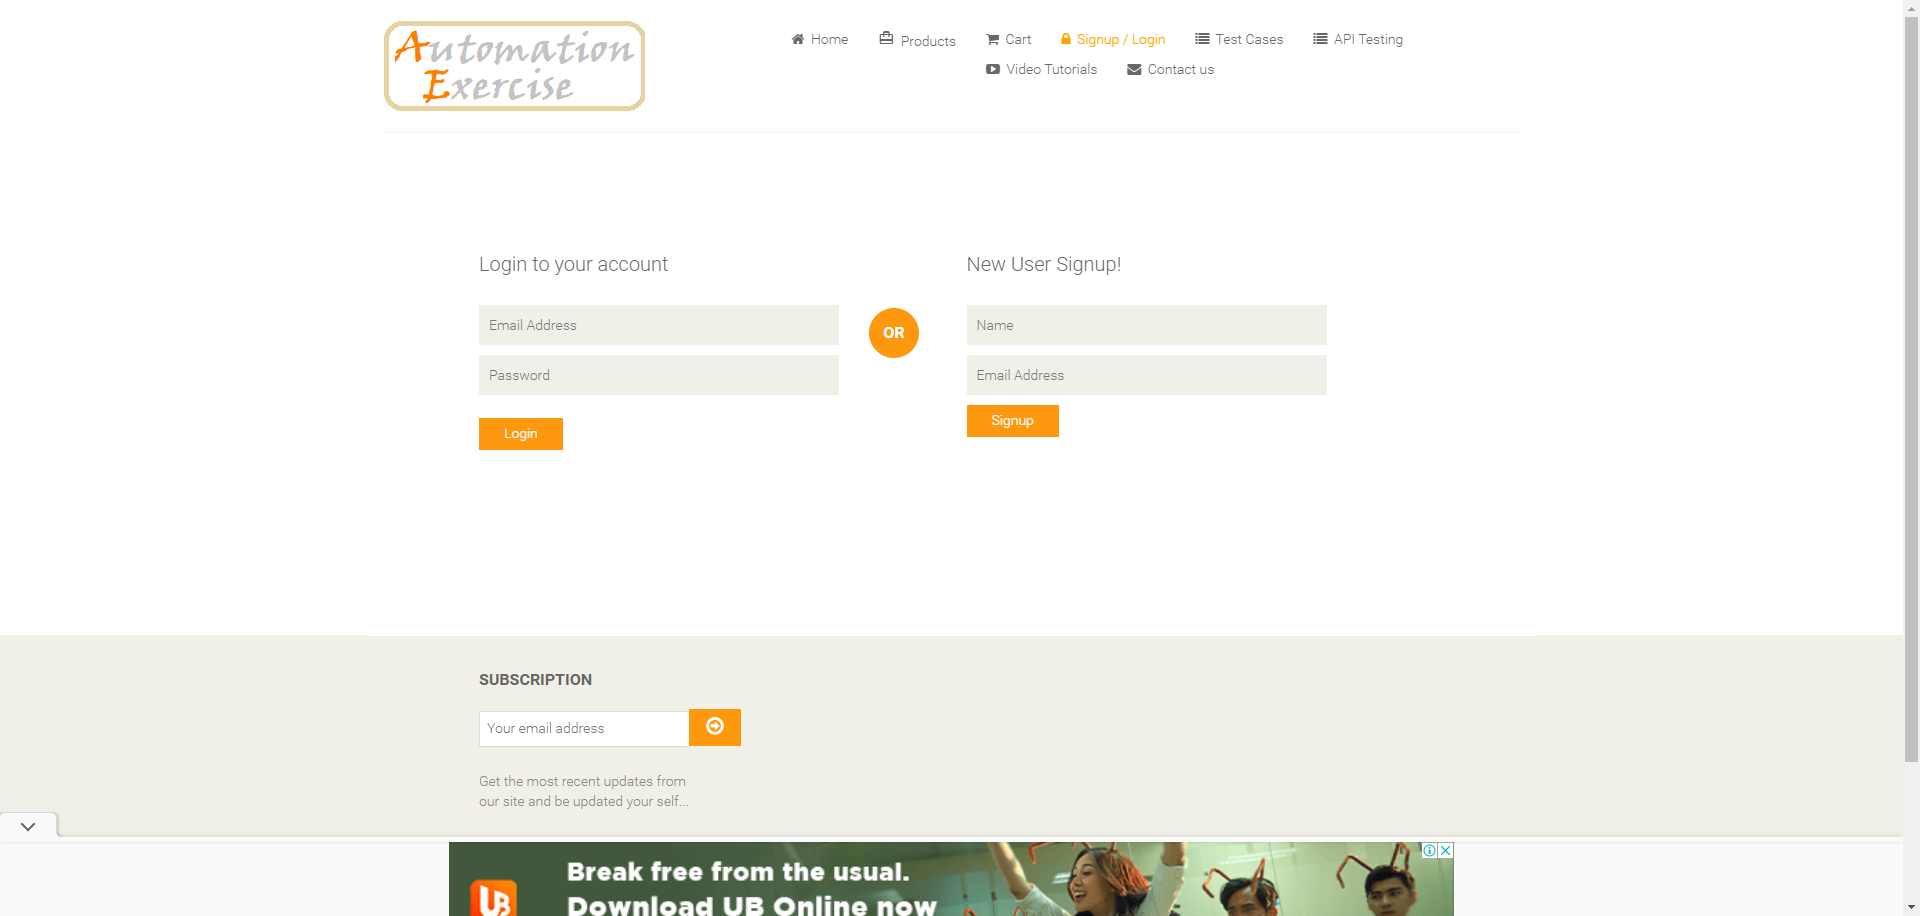 Automation
Exercise
Home
Products
Cart
Signup / Login
Test Cases
API Testing
Video Tutorials
Contact us
Login to your account
New User Signup!
Email Address
Password
Login
OR
Name
Email Address
Signup
SUBSCRIPTION
Your email address
Get the most recent updates from
our site and be updated your self...
Break free from the usual.
Download UB Online now
UB